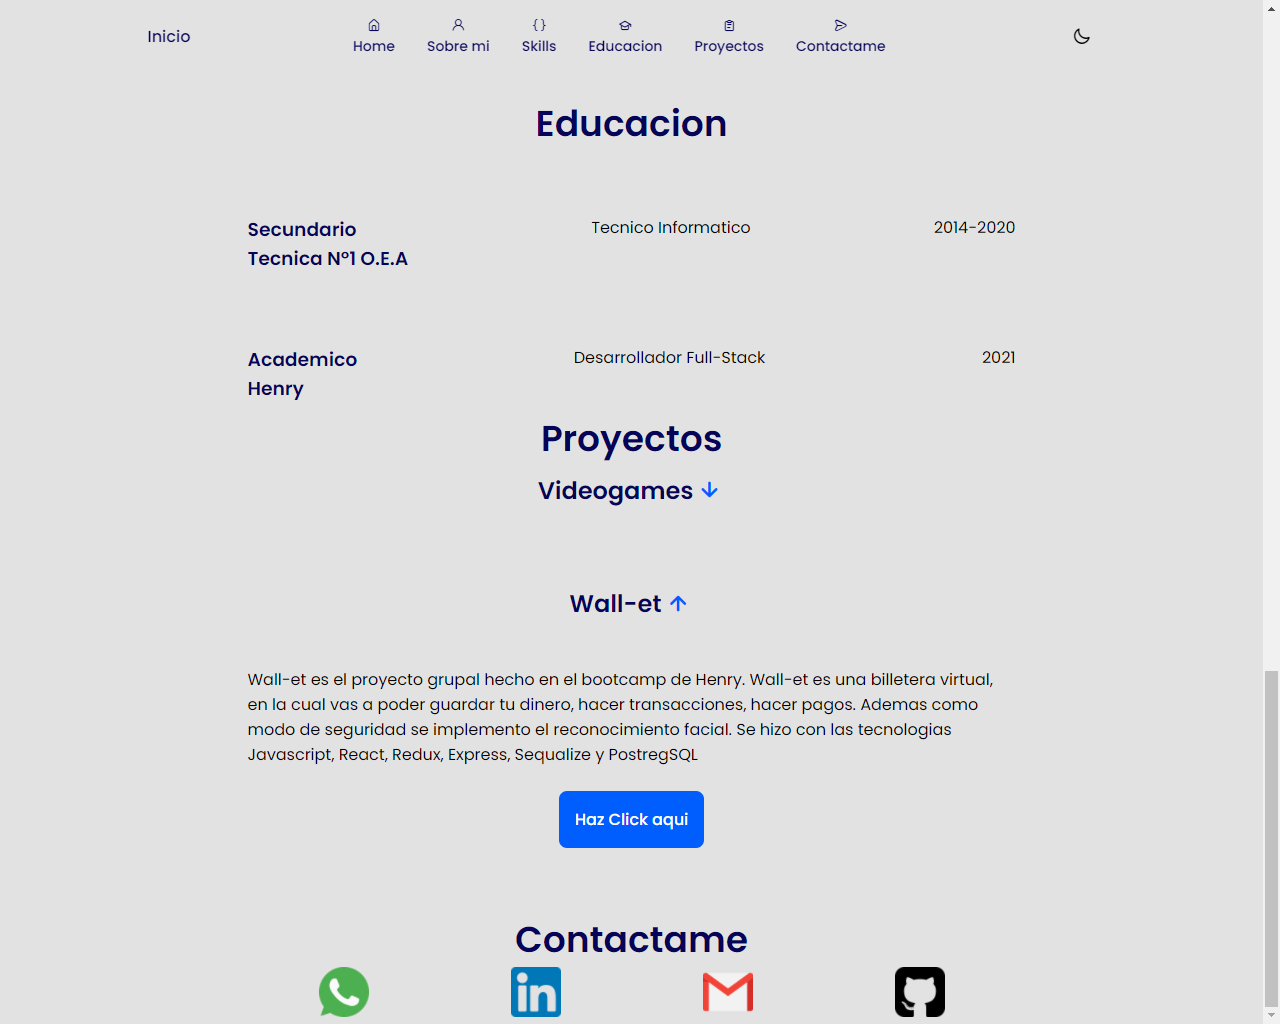 Inicio
Home
Sobre mi
Skills
Educacion
Proyectos
Contactame
Educacion
Secundario
Tecnica N°1 O.E.A
Tecnico Informatico
2014-2020
Academico
Henry
Desarrollador Full-Stack
2021
Proyectos
Videogames
Wall-et
Wall-et es el proyecto grupal hecho en el bootcamp de Henry. Wall-et es una billetera virtual,
en la cual vas a poder guardar tu dinero, hacer transacciones, hacer pagos. Ademas como
modo de seguridad se implemento el reconocimiento facial. Se hizo con las tecnologias
Javascript, React, Redux, Express, Sequalize y PostregSQL
Haz Click aqui
Contactame
in